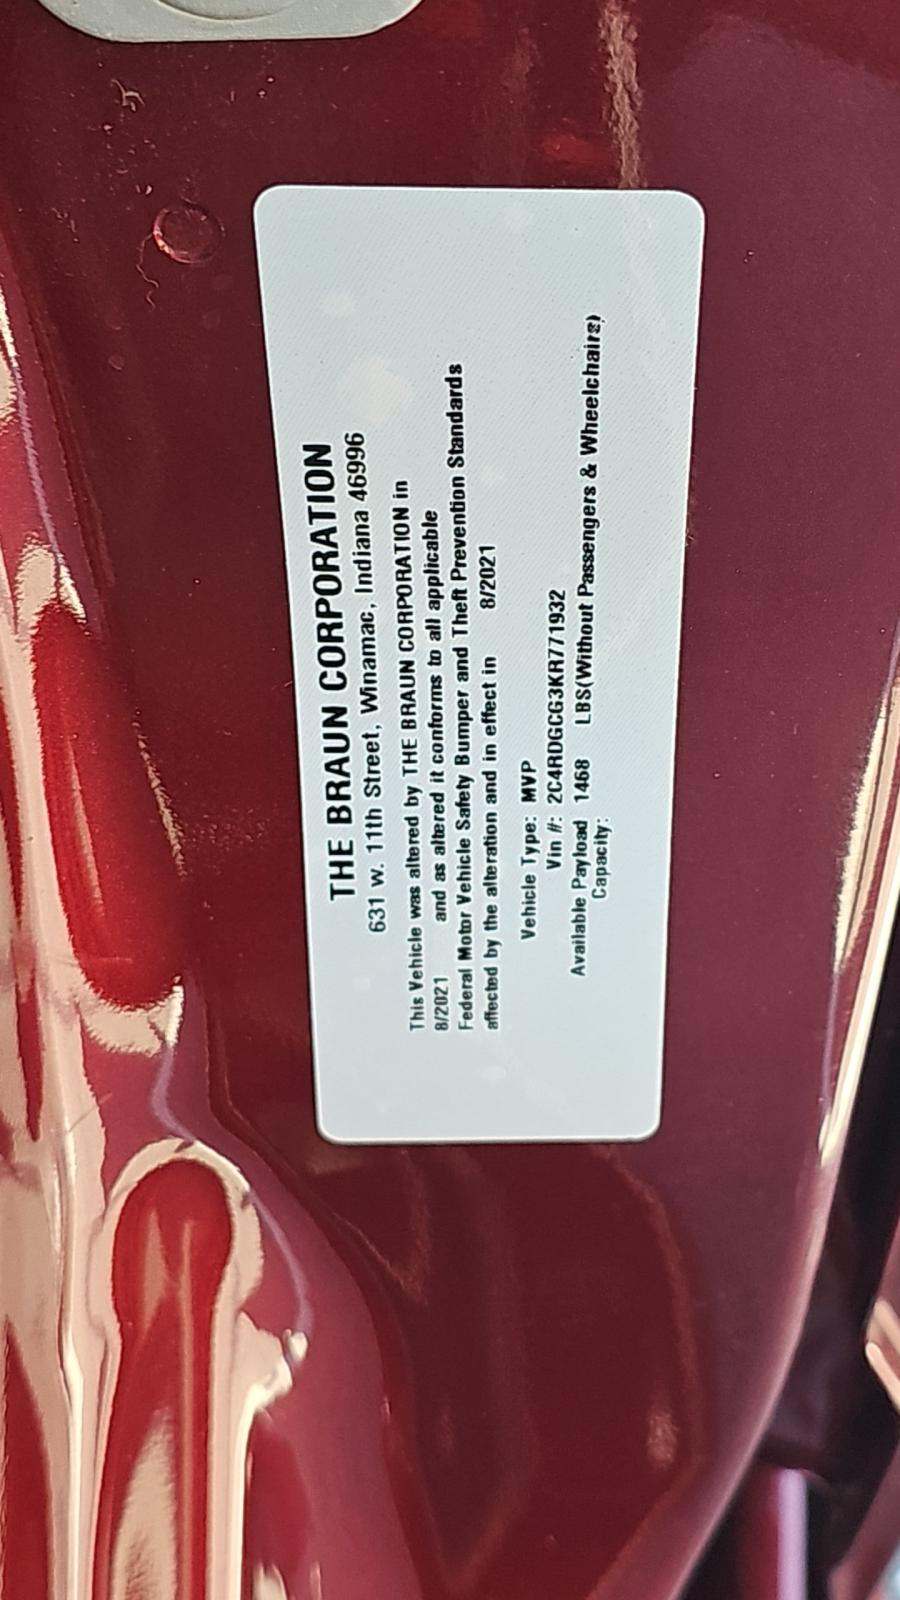 THE BRAUN CORPORATION
631 w. 11th Street, Winamac, Indiana 46996
This Vehicle was altered by THE BRAUN CORPORATION in
8/2021 and as altered it conforms to all applicable
Federal Motor Vehicle Safety Bumper and Theft Prevention Standards
affected by the alteration and in effect in 8/2021
Vehicle Type: MVP
Vin #: 2C4RDGCG3KR771932
Available Payload 1468 LBS(Without Passengers & Wheelchairs)
Capacity: